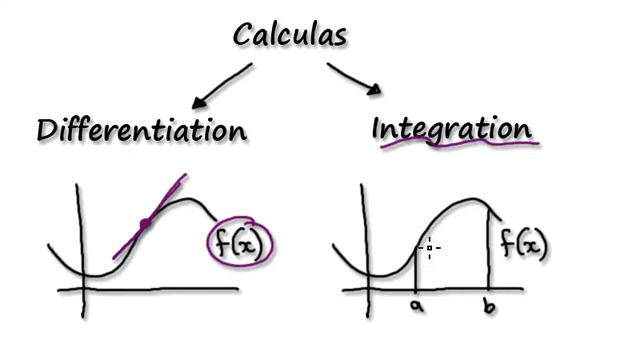 Calculas
Differentiation
Integration
f(x)
f(x)
a
b